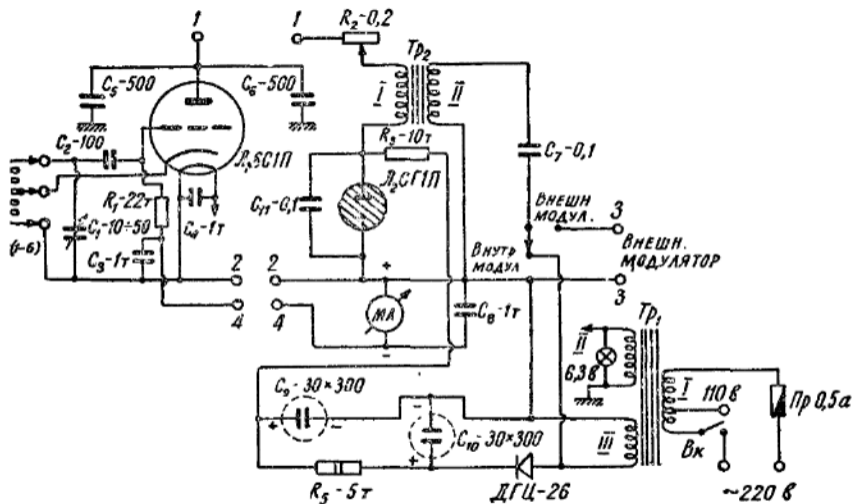 1
1
R₂-0,2
Тр₂
C₅-500
C₆-500
I
II
C₂-100
R₃-10т
C₇-0,1
Л₁6С1П
Л₂СГ1П
R₁-22т
C₁₁-0,1
C₁-10÷50
C₄-1т
ВНЕШН
МОДУЛ.
3
(1-6)
C₃-1т
2
2
+
ВНУТР
МОДУЛ
ВНЕШН.
МОДУЛЯТОР
3
4
4
МА
-
C₈-1т
Тр₁
II
6,3в
I
110в
Пр 0,5а
C₉-30×300
+
-
-
C₁₀-30×300
+
III
Вк
R₅-5т
ДГЦ-26
~220 в